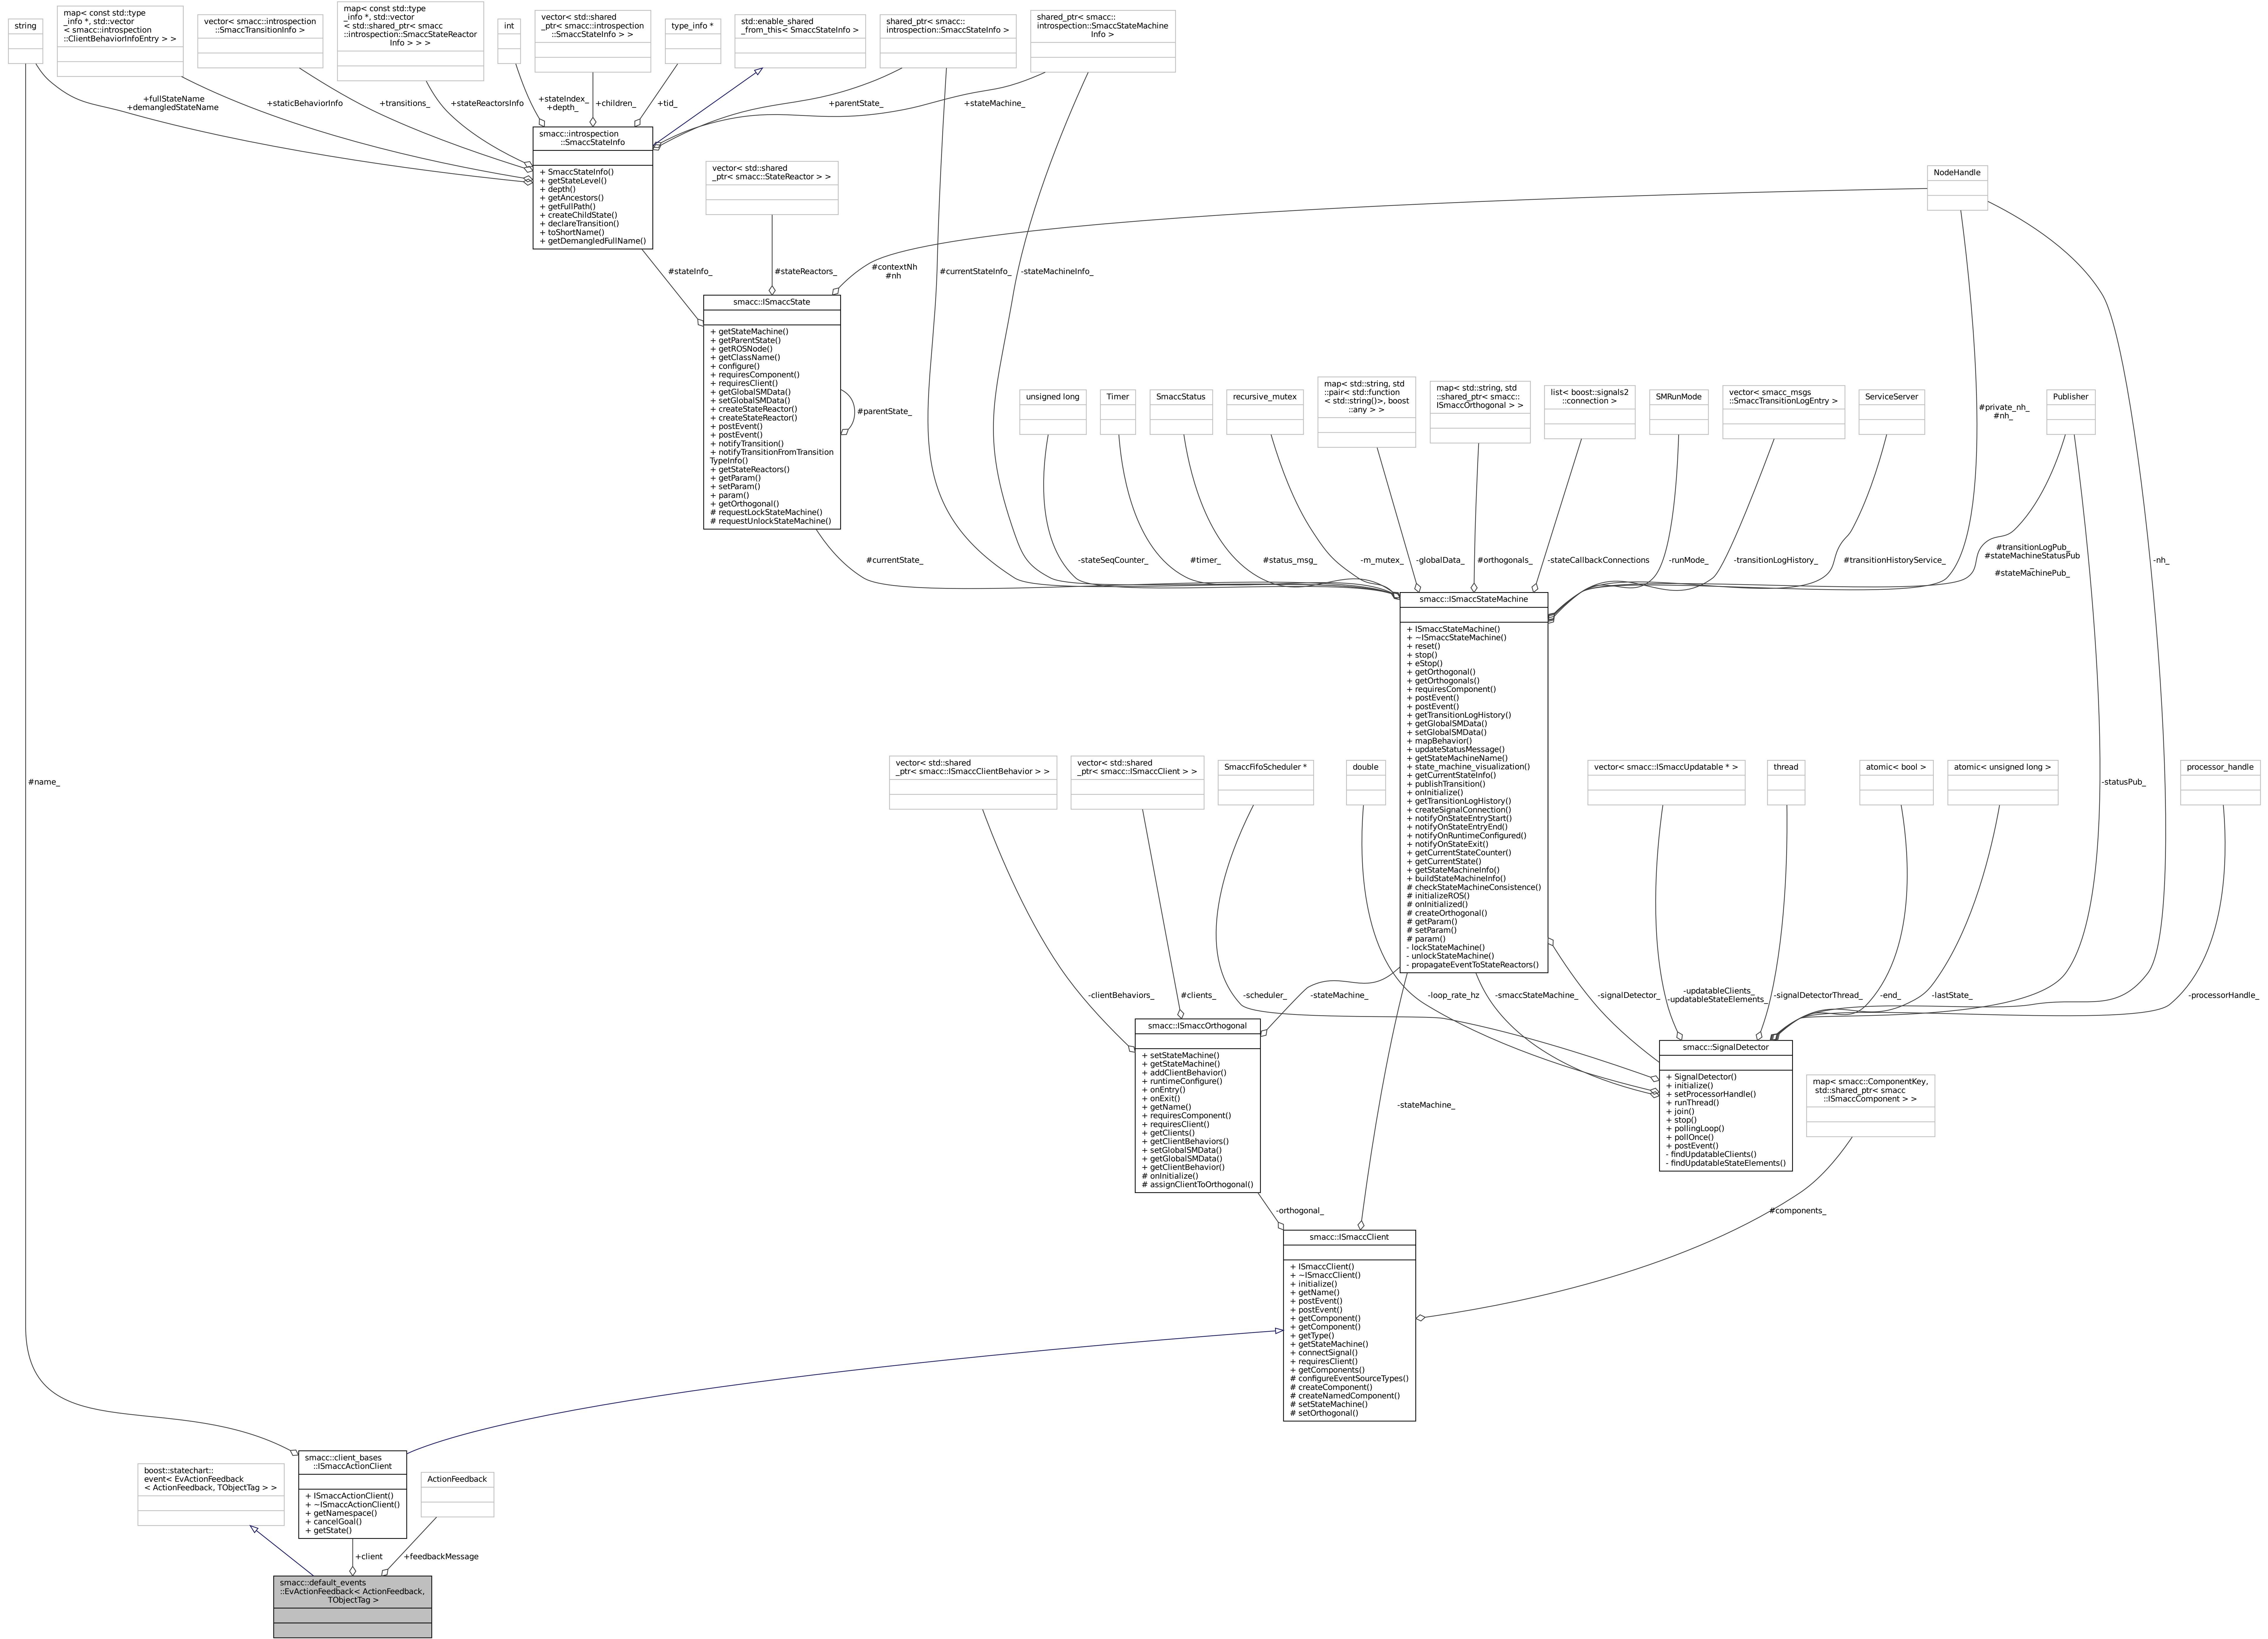 string
map< const std::type
_info *, std::vector
< smacc::introspection
::ClientBehaviorInfoEntry > >
vector< smacc::introspection
::SmaccTransitionInfo >
map< const std::type
_info *, std::vector
< std::shared_ptr< smacc
::introspection::SmaccStateReactor
Info > > >
int
vector< std::shared
_ptr< smacc::introspection
::SmaccStateInfo > >
type_info *
std::enable_shared
_from_this< SmaccStateInfo >
shared_ptr< smacc::
introspection::SmaccStateInfo >
shared_ptr< smacc::
introspection::SmaccStateMachine
Info >
+fullStateName
+demangledStateName
+staticBehaviorInfo
+transitions_
+stateReactorsInfo
+stateIndex_
+depth_
+children_
+tid_
+parentState_
+stateMachine_
smacc::introspection
::SmaccStateInfo
+ SmaccStateInfo()
+ getStateLevel()
+ depth()
+ getAncestors()
+ getFullPath()
+ createChildState()
+ declareTransition()
+ toShortName()
+ getDemangledFullName()
vector< std::shared
_ptr< smacc::StateReactor > >
NodeHandle
#stateInfo_
#stateReactors_
#contextNh
#nh
#currentStateInfo_
-stateMachineInfo_
smacc::ISmaccState
+ getStateMachine()
+ getParentState()
+ getROSNode()
+ getClassName()
+ configure()
+ requiresComponent()
+ requiresClient()
+ getGlobalSMData()
+ setGlobalSMData()
+ createStateReactor()
+ createStateReactor()
+ postEvent()
+ postEvent()
+ notifyTransition()
+ notifyTransitionFromTransition
TypeInfo()
+ getStateReactors()
+ getParam()
+ setParam()
+ param()
+ getOrthogonal()
# requestLockStateMachine()
# requestUnlockStateMachine()
#parentState_
unsigned long
Timer
SmaccStatus
recursive_mutex
map< std::string, std
::pair< std::function
< std::string()>, boost
::any > >
map< std::string, std
::shared_ptr< smacc::
ISmaccOrthogonal > >
list< boost::signals2
::connection >
SMRunMode
vector< smacc_msgs
::SmaccTransitionLogEntry >
ServiceServer
Publisher
#private_nh_
#nh_
#currentState_
-stateSeqCounter_
#timer_
#status_msg_
-m_mutex_
-globalData_
#orthogonals_
-stateCallbackConnections
-runMode_
-transitionLogHistory_
#transitionHistoryService_
#transitionLogPub_
#stateMachineStatusPub
_
#stateMachinePub_
-nh_
smacc::ISmaccStateMachine
+ ISmaccStateMachine()
+ ~ISmaccStateMachine()
+ reset()
+ stop()
+ eStop()
+ getOrthogonal()
+ getOrthogonals()
+ requiresComponent()
+ postEvent()
+ postEvent()
+ getTransitionLogHistory()
+ getGlobalSMData()
+ setGlobalSMData()
+ mapBehavior()
+ updateStatusMessage()
+ getStateMachineName()
+ state_machine_visualization()
+ getCurrentStateInfo()
+ publishTransition()
+ onInitialize()
+ getTransitionLogHistory()
+ createSignalConnection()
+ notifyOnStateEntryStart()
+ notifyOnStateEntryEnd()
+ notifyOnRuntimeConfigured()
+ notifyOnStateExit()
+ getCurrentStateCounter()
+ getCurrentState()
+ getStateMachineInfo()
+ buildStateMachineInfo()
# checkStateMachineConsistence()
# initializeROS()
# onInitialized()
# createOrthogonal()
# getParam()
# setParam()
# param()
- lockStateMachine()
- unlockStateMachine()
- propagateEventToStateReactors()
#name_
vector< std::shared
_ptr< smacc::ISmaccClientBehavior > >
vector< std::shared
_ptr< smacc::ISmaccClient > >
SmaccFifoScheduler *
double
vector< smacc::ISmaccUpdatable * >
thread
atomic< bool >
atomic< unsigned long >
-statusPub_
processor_handle
-clientBehaviors_
#clients_
-scheduler_
-stateMachine_
-loop_rate_hz
-smaccStateMachine_
-signalDetector_
-updatableClients_
-updatableStateElements_
-signalDetectorThread_
-end_
-lastState_
-processorHandle_
smacc::ISmaccOrthogonal
+ setStateMachine()
+ getStateMachine()
+ addClientBehavior()
+ runtimeConfigure()
+ onEntry()
+ onExit()
+ getName()
+ requiresComponent()
+ requiresClient()
+ getClients()
+ getClientBehaviors()
+ setGlobalSMData()
+ getGlobalSMData()
+ getClientBehavior()
# onInitialize()
# assignClientToOrthogonal()
smacc::SignalDetector
+ SignalDetector()
+ initialize()
+ setProcessorHandle()
+ runThread()
+ join()
+ stop()
+ pollingLoop()
+ pollOnce()
+ postEvent()
- findUpdatableClients()
- findUpdatableStateElements()
map< smacc::ComponentKey,
std::shared_ptr< smacc
::ISmaccComponent > >
-stateMachine_
-orthogonal_
#components_
smacc::ISmaccClient
+ ISmaccClient()
+ ~ISmaccClient()
+ initialize()
+ getName()
+ postEvent()
+ postEvent()
+ getComponent()
+ getComponent()
+ getType()
+ getStateMachine()
+ connectSignal()
+ requiresClient()
+ getComponents()
# configureEventSourceTypes()
# createComponent()
# createNamedComponent()
# setStateMachine()
# setOrthogonal()
boost::statechart::
event< EvActionFeedback
< ActionFeedback, TObjectTag > >
smacc::client_bases
::ISmaccActionClient
+ ISmaccActionClient()
+ ~ISmaccActionClient()
+ getNamespace()
+ cancelGoal()
+ getState()
ActionFeedback
+client
+feedbackMessage
smacc::default_events
::EvActionFeedback< ActionFeedback,
TObjectTag >